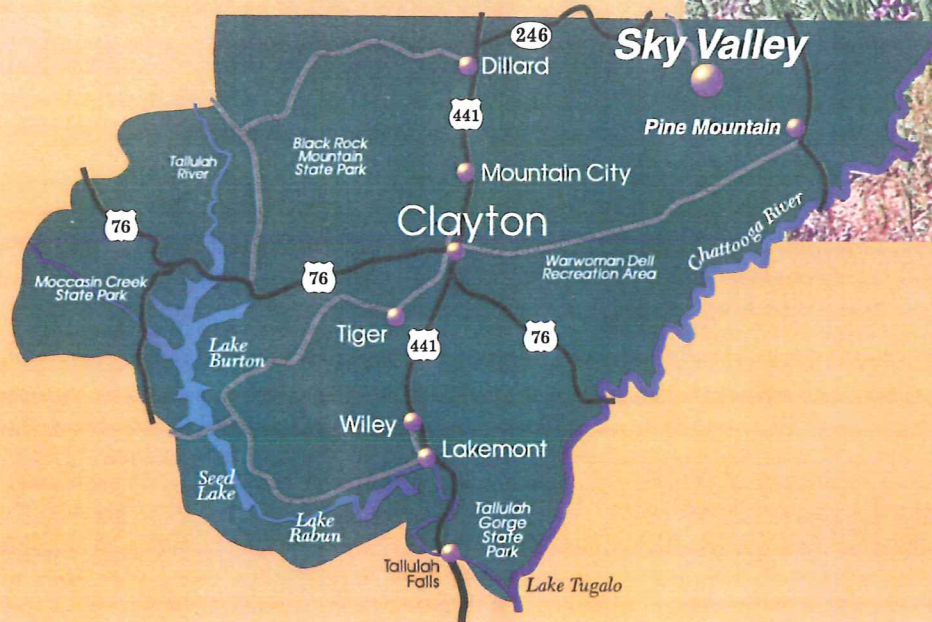 246
Sky Valley
Dillard
441
Pine Mountain
Black Rock
Mountain
State Park
Tallulah
River
Mountain City
76
Clayton
Chattooga River
Warwoman Dell
Recreation Area
76
Moccasin Creek
State Park
Tiger
441
76
Lake
Burton
Wiley
Lakemont
Seed
Lake
Tallulah
Gorge
State
Park
Lake
Rabun
Tallulah
Falls
Lake Tugalo